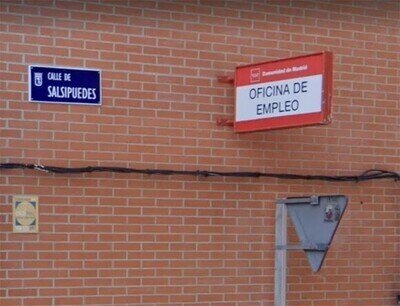 CALLE DE
SALSIPUEDES
Comunidad de Madrid
OFICINA DE
EMPLEO